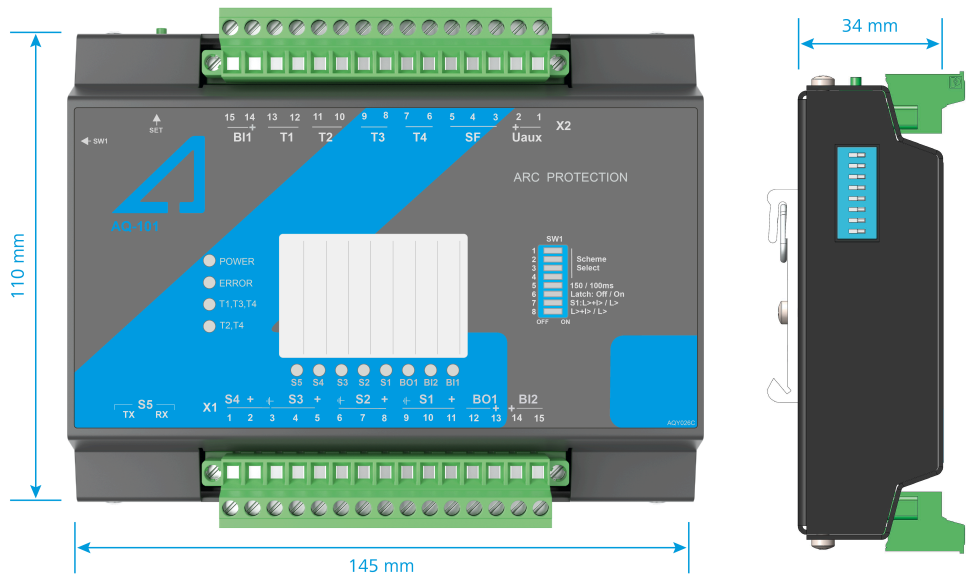 34 mm
15 14 13 12 11 10 9 8 7 6 5 4 3 2 1 X2
+ +
BI1 T1 T2 T3 T4 SF Uaux
SET
SW1
ARC PROTECTION
AQ-101
POWER
ERROR
T1,T3,T4
T2,T4
SW1
1
2 Scheme
3 Select
4
5 150 / 100ms
6 Latch: Off / On
7 S1:L>+I> / L>
8 L>+I> / L>
OFF ON
110 mm
S5 S4 S3 S2 S1 BO1 BI2 BI1
S5
TX RX
X1 S4 + S3 + S2 + S1 + BO1 BI2
+ +
1 2 3 4 5 6 7 8 9 10 11 12 13 14 15
AQY026C
145 mm